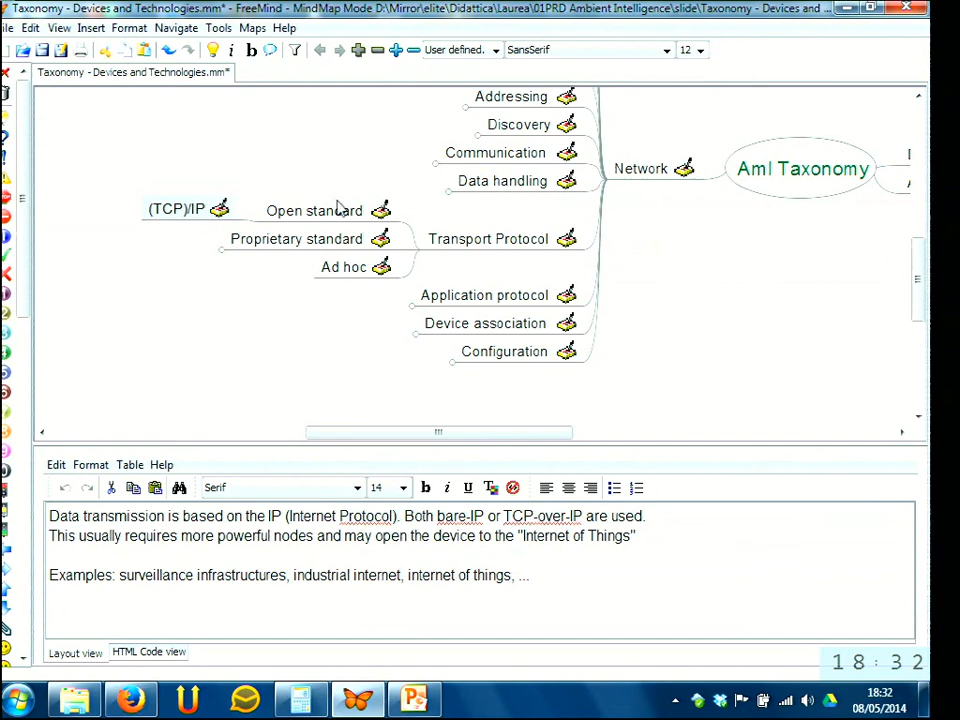 Taxonomy - Devices and Technologies.mm* - FreeMind - MindMap Mode D:\Mirror\elite\Didattica\Laurea\01PRD Ambient Intelligence\slide\Taxonomy - Devices and ...
ile Edit View Insert Format Navigate Tools Maps Help
User defined. SansSerif 12
Taxonomy - Devices and Technologies.mm*
Addressing
Discovery
Communication
Data handling
Network
AmI Taxonomy
(TCP)/IP
Open standard
Proprietary standard
Ad hoc
Transport Protocol
Application protocol
Device association
Configuration
Edit Format Table Help
Serif 14
Data transmission is based on the IP (Internet Protocol). Both bare-IP or TCP-over-IP are used.
This usually requires more powerful nodes and may open the device to the "Internet of Things"
Examples: surveillance infrastructures, industrial internet, internet of things, ...
Layout view HTML Code view
18:32
18:32
08/05/2014